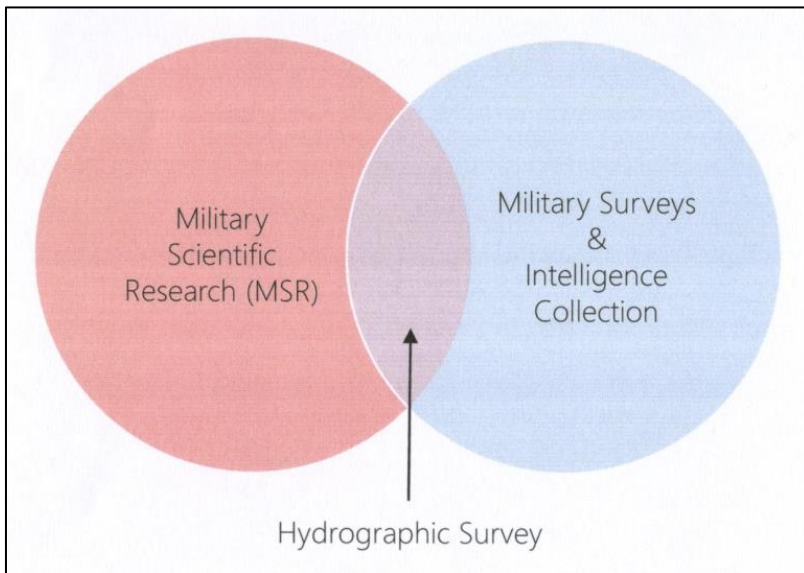 Military
Scientific
Research (MSR)
Military Surveys
&
Intelligence
Collection
Hydrographic Survey